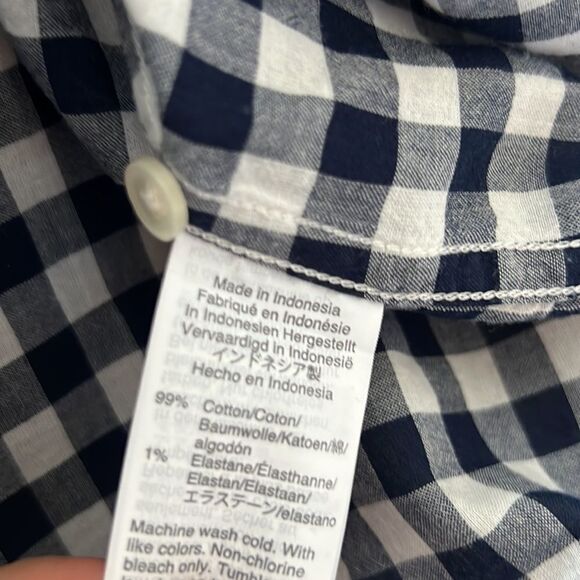 Made in Indonesia
Fabriqué en Indonésie
In Indonesien Hergestellt
Vervaardigd in Indonesië
インドネシア製
Hecho en Indonesia
99% Cotton/Coton/
Baumwolle/Katoen/綿/
algodón
1% Elastane/Élasthanne/
Elastan/Elastaan/
エラステーン/elastano
Machine wash cold. With
like colors. Non-chlorine
bleach only. Tumble